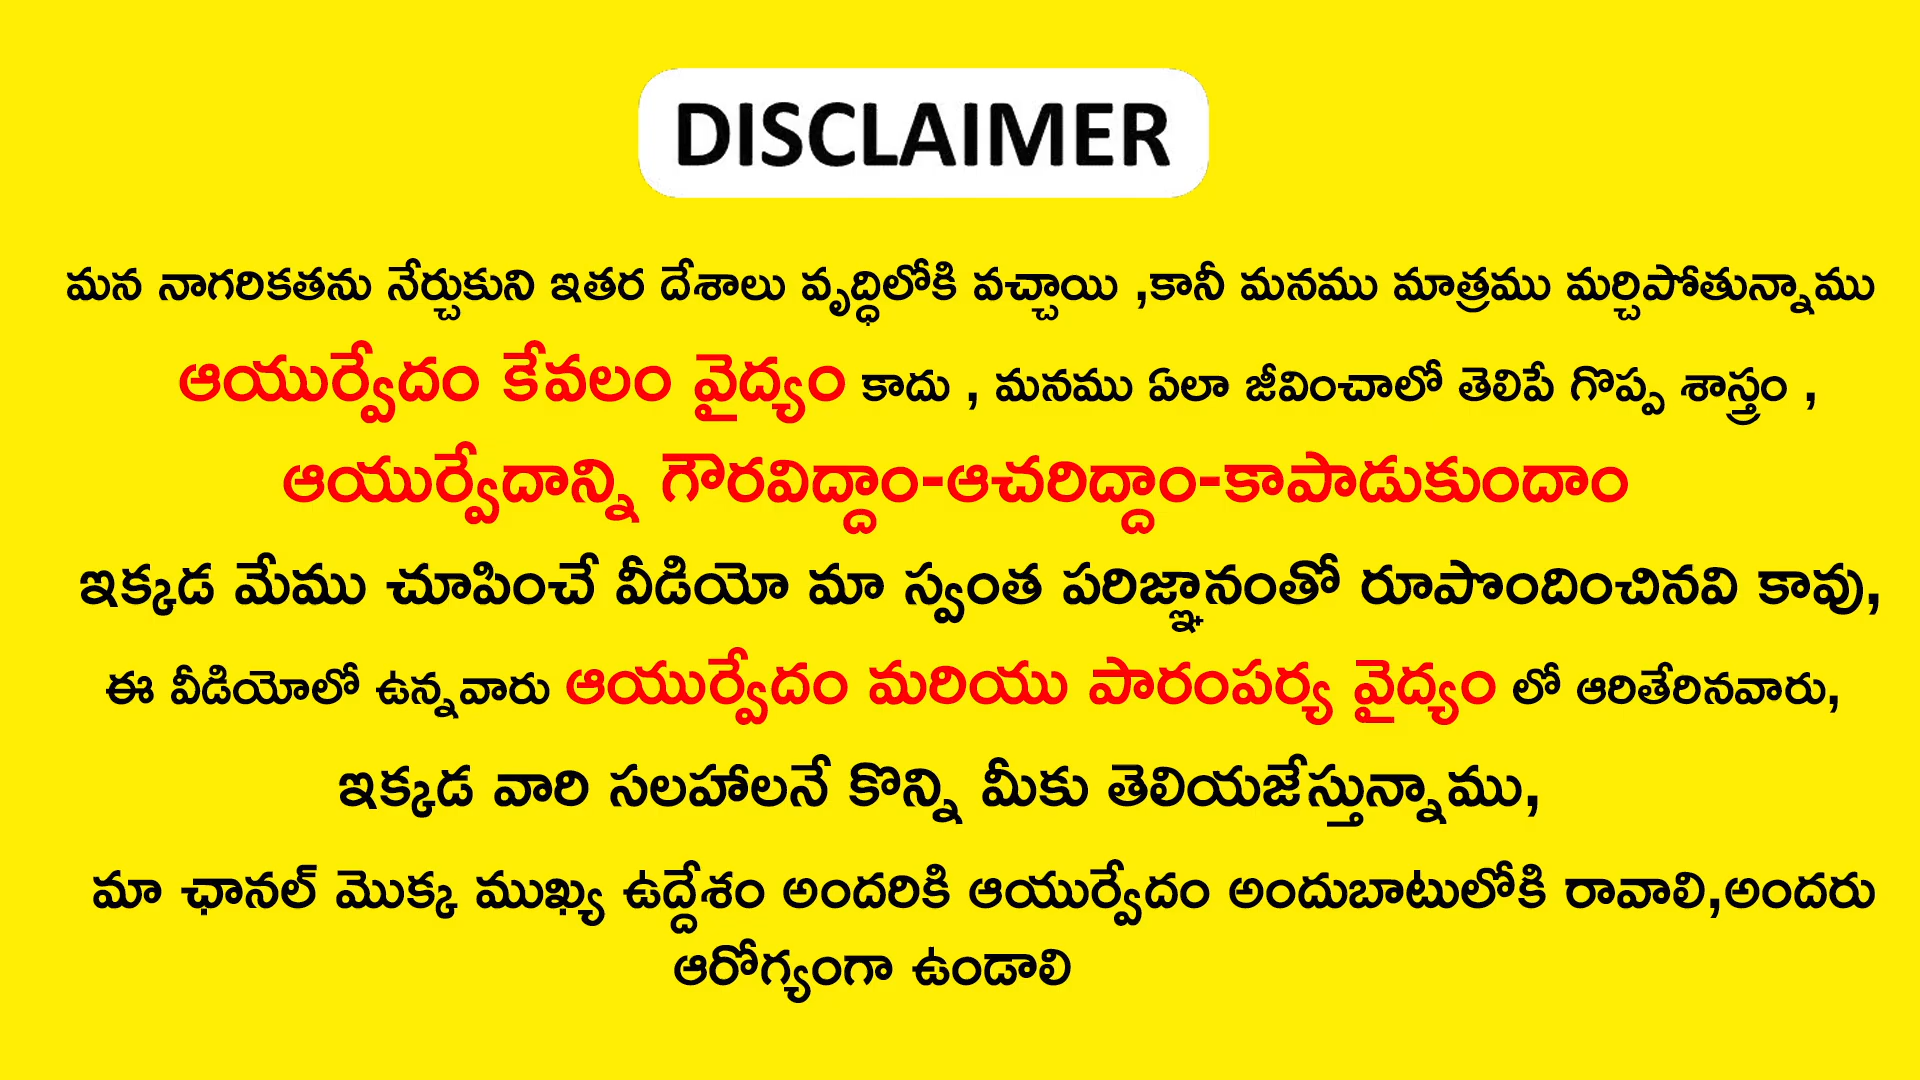 DISCLAIMER
మన నాగరికతను నేర్చుకుని ఇతర దేశాలు వృద్ధిలోకి వచ్చాయి ,కానీ మనము మాత్రము మర్చిపోతున్నాము
ఆయుర్వేదం కేవలం వైద్యం కాదు , మనము ఏలా జీవించాలో తెలిపే గొప్ప శాస్త్రం ,
ఆయుర్వేదాన్ని గౌరవిద్దాం-ఆచరిద్దాం-కాపాడుకుందాం
ఇక్కడ మేము చూపించే వీడియో మా స్వంత పరిజ్ఞానంతో రూపొందించినవి కావు,
ఈ వీడియోలో ఉన్నవారు ఆయుర్వేదం మరియు పారంపర్య వైద్యం లో ఆరితేరినవారు,
ఇక్కడ వారి సలహాలనే కొన్ని మీకు తెలియజేస్తున్నాము,
మా ఛానల్ మొక్క ముఖ్య ఉద్దేశం అందరికి ఆయుర్వేదం అందుబాటులోకి రావాలి,అందరు
ఆరోగ్యంగా ఉండాలి